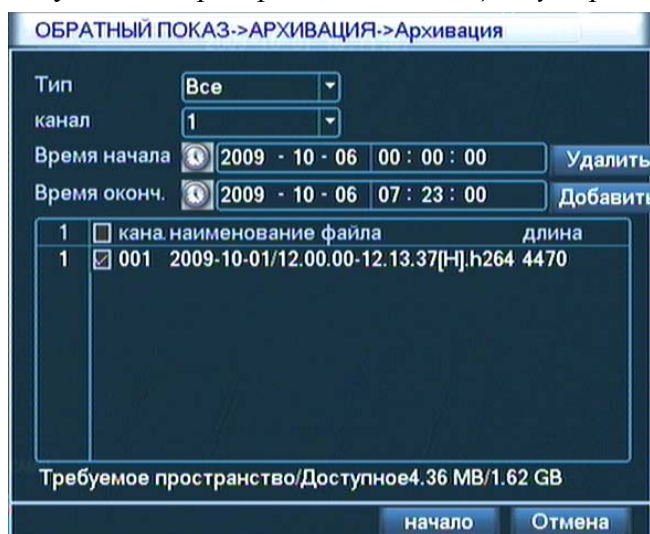 ОБРАТНЫЙ ПОКАЗ->АРХИВАЦИЯ->Архивация
Тип Все
канал 1
Время начала 2009 - 10 - 06 00 : 00 : 00 Удалить
Время оконч. 2009 - 10 - 06 07 : 23 : 00 Добавить
1 кана. наименование файла длина
1 001 2009-10-01/12.00.00-12.13.37[H].h264 4470
Требуемое пространство/Доступное4.36 MB/1.62 GB
начало Отмена